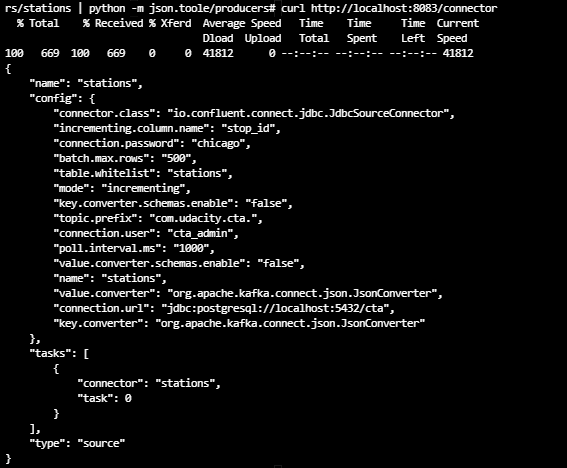 rs/stations | python -m json.toole/producers# curl http://localhost:8083/connector
% Total % Received % Xferd Average Speed Time Time Time Current
Dload Upload Total Spent Left Speed
100 669 100 669 0 0 41812 0 --:--:-- --:--:-- --:--:-- 41812
{
"name": "stations",
"config": {
"connector.class": "io.confluent.connect.jdbc.JdbcSourceConnector",
"incrementing.column.name": "stop_id",
"connection.password": "chicago",
"batch.max.rows": "500",
"table.whitelist": "stations",
"mode": "incrementing",
"key.converter.schemas.enable": "false",
"topic.prefix": "com.udacity.cta.",
"connection.user": "cta_admin",
"poll.interval.ms": "1000",
"value.converter.schemas.enable": "false",
"name": "stations",
"value.converter": "org.apache.kafka.connect.json.JsonConverter",
"connection.url": "jdbc:postgresql://localhost:5432/cta",
"key.converter": "org.apache.kafka.connect.json.JsonConverter"
},
"tasks": [
{
"connector": "stations",
"task": 0
}
],
"type": "source"
}